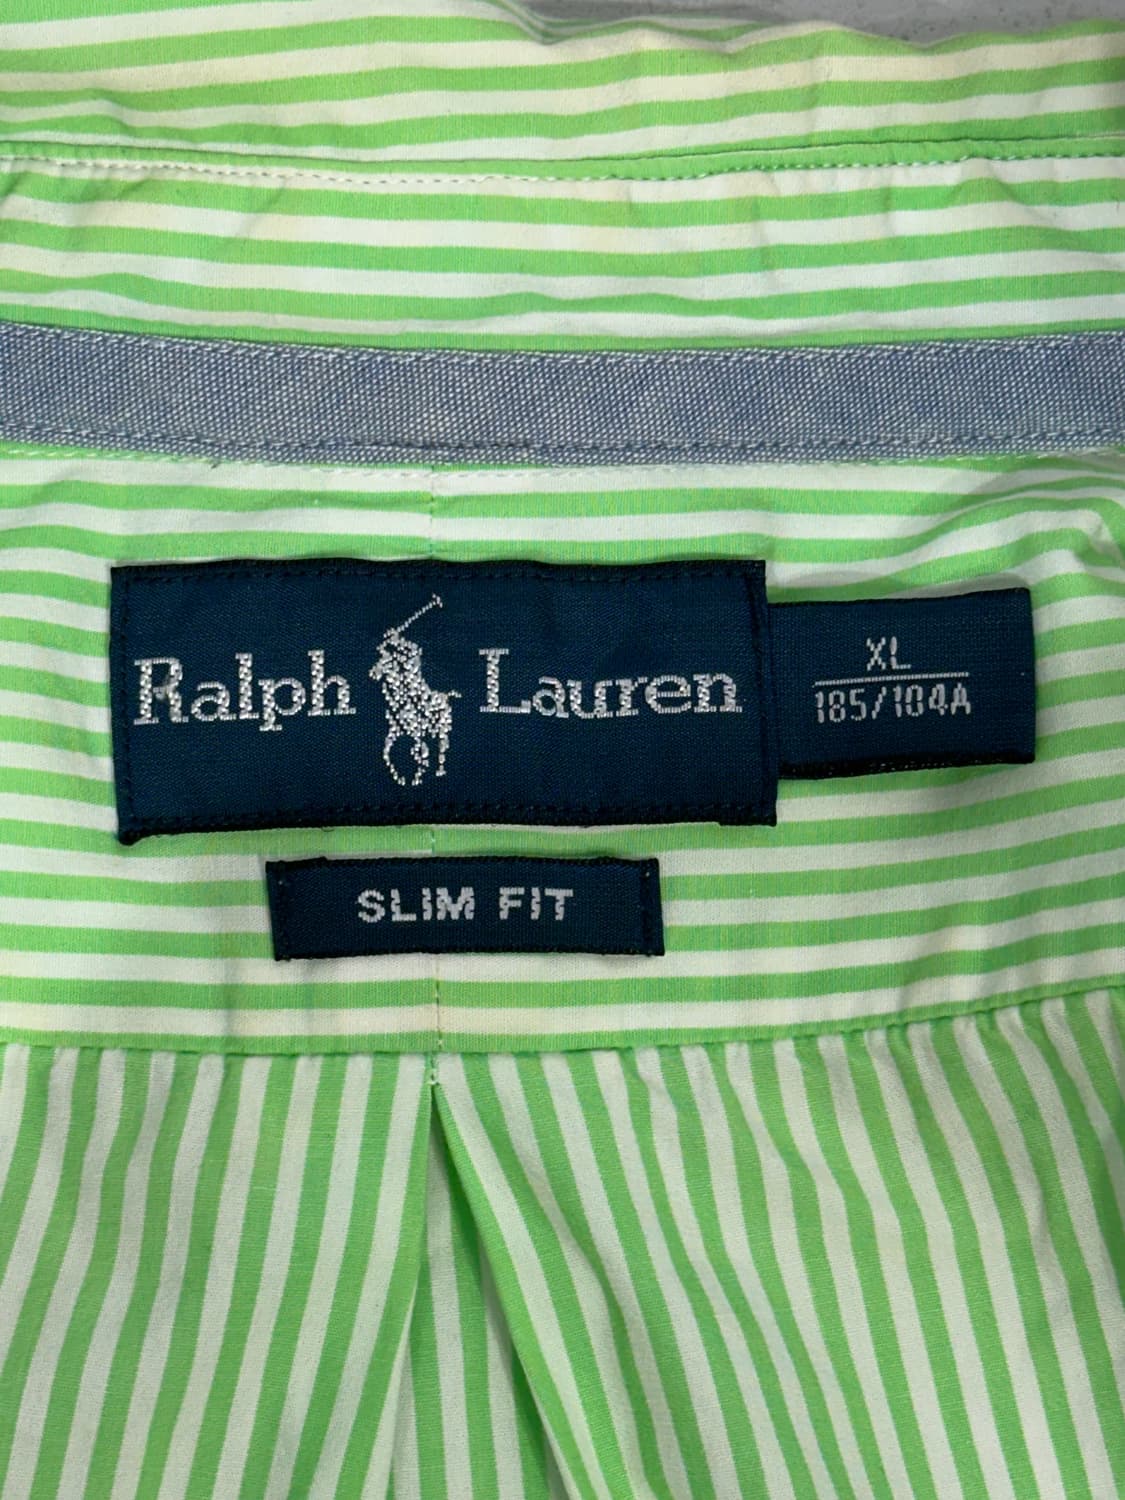 Ralph Lauren
XL
185/104A
SLIM FIT